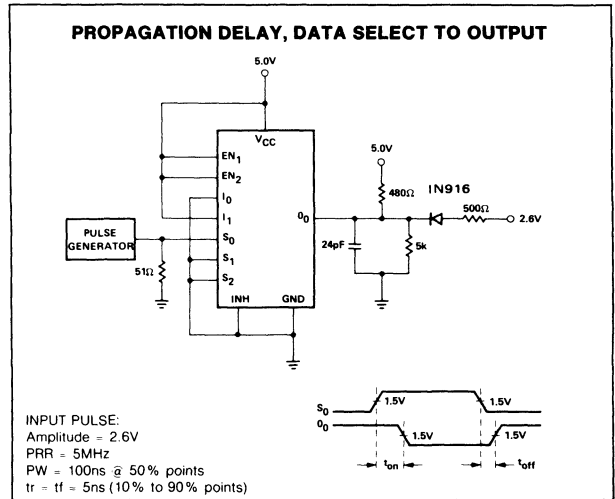 PROPAGATION DELAY, DATA SELECT TO OUTPUT
5.0V
VCC
EN1
EN2
I0
I1
S0
S1
S2
INH
GND
O0
PULSE
GENERATOR
51Ω
5.0V
480Ω
IN916
500Ω
2.6V
24pF
5k
S0
1.5V
1.5V
O0
1.5V
1.5V
ton
toff
INPUT PULSE:
Amplitude = 2.6V
PRR = 5MHz
PW = 100ns @ 50% points
tr = tf = 5ns (10% to 90% points)